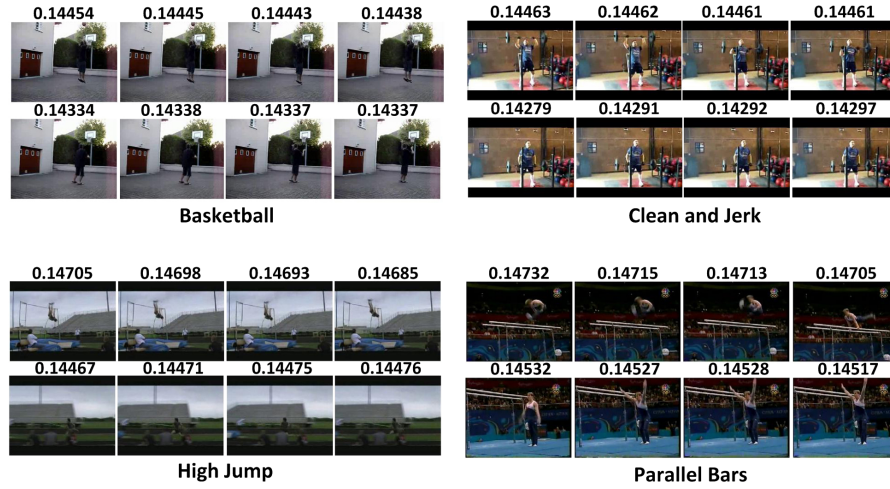 0.14454 0.14445 0.14443 0.14438
0.14334 0.14338 0.14337 0.14337
Basketball
0.14463 0.14462 0.14461 0.14461
0.14279 0.14291 0.14292 0.14297
Clean and Jerk
0.14705 0.14698 0.14693 0.14685
0.14467 0.14471 0.14475 0.14476
High Jump
0.14732 0.14715 0.14713 0.14705
0.14532 0.14527 0.14528 0.14517
Parallel Bars